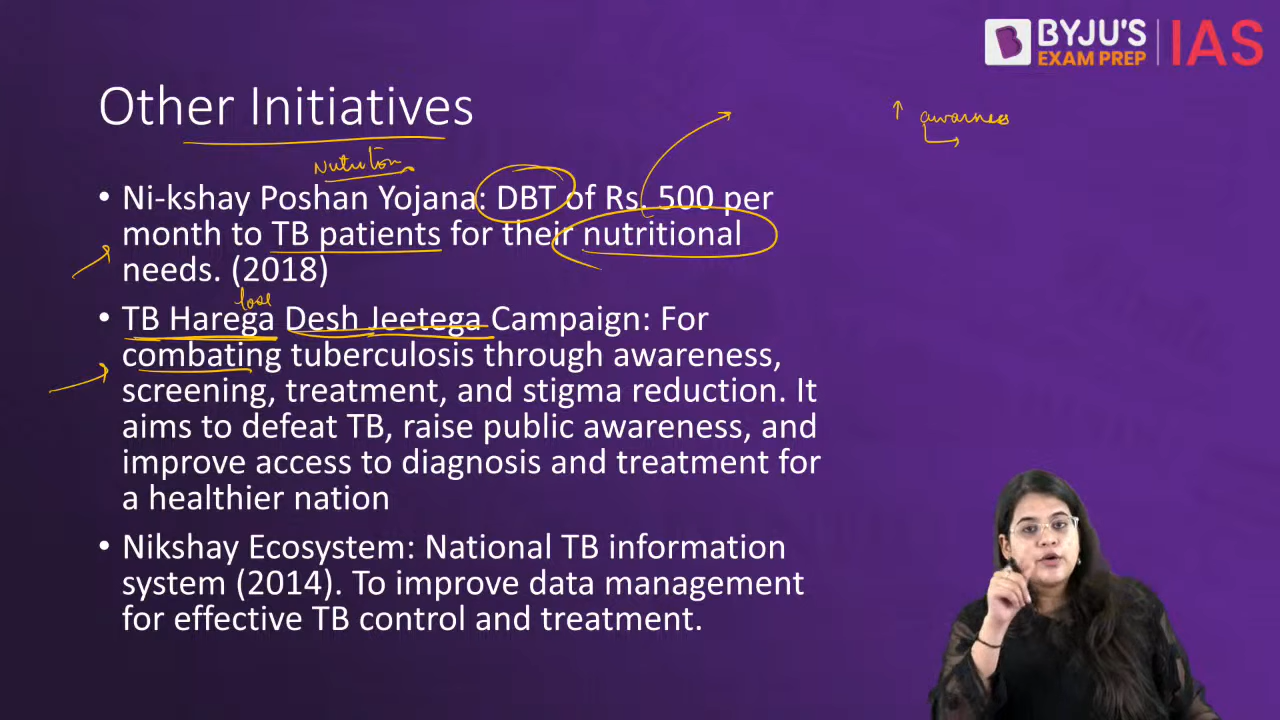 BYJU'S
EXAM PREP
IAS
Other Initiatives
↑ awarness
Nutrition
• Ni-kshay Poshan Yojana: DBT of Rs. 500 per
month to TB patients for their nutritional
needs. (2018)
lose
• TB Harega Desh Jeetega Campaign: For
combating tuberculosis through awareness,
screening, treatment, and stigma reduction. It
aims to defeat TB, raise public awareness, and
improve access to diagnosis and treatment for
a healthier nation
• Nikshay Ecosystem: National TB information
system (2014). To improve data management
for effective TB control and treatment.